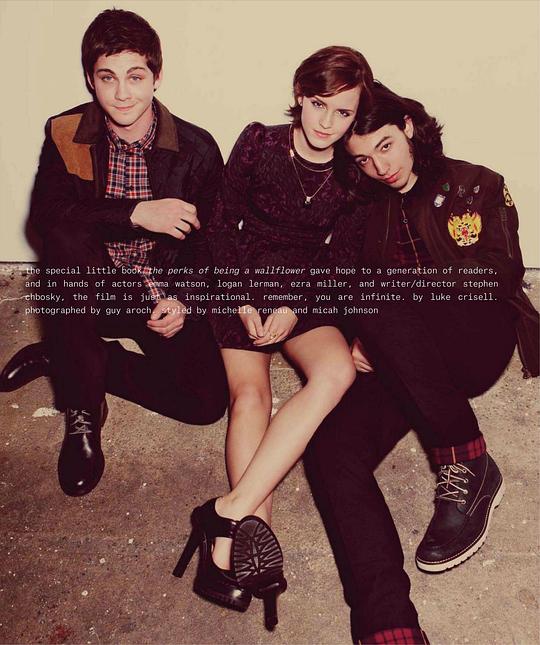 the special little book the perks of being a wallflower gave hope to a generation of readers,
and in hands of actors emma watson, logan lerman, ezra miller, and writer/director stephen
chbosky, the film is just as inspirational. remember, you are infinite. by luke crisell.
photographed by guy aroch. styled by michelle reneau and micah johnson